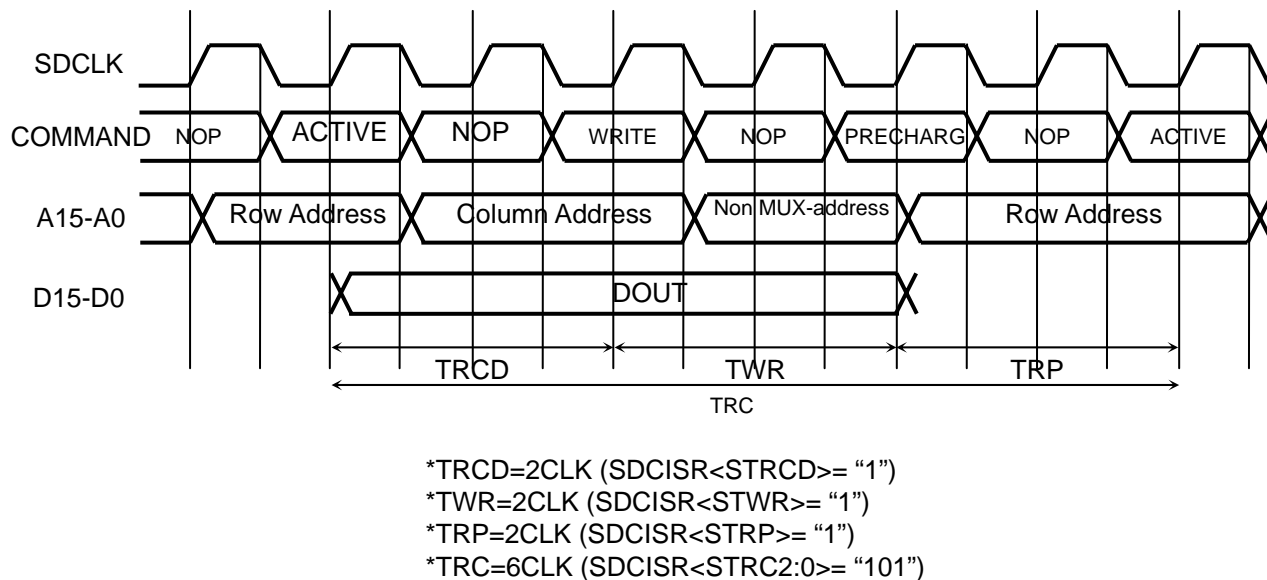 SDCLK
COMMAND NOP ACTIVE NOP WRITE NOP PRECHARG NOP ACTIVE
A15-A0 Row Address Column Address Non MUX-address Row Address
D15-D0 DOUT
TRCD TWR TRP
TRC
*TRCD=2CLK (SDCISR<STRCD>= “1”)
*TWR=2CLK (SDCISR<STWR>= “1”)
*TRP=2CLK (SDCISR<STRP>= “1”)
*TRC=6CLK (SDCISR<STRC2:0>= “101”)